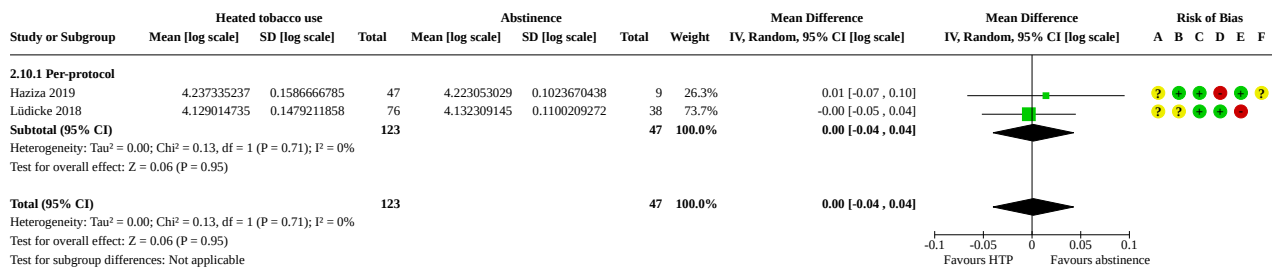 Heated tobacco use Abstinence Mean Difference Mean Difference Risk of Bias
Study or Subgroup Mean [log scale] SD [log scale] Total Mean [log scale] SD [log scale] Total Weight IV, Random, 95% CI [log scale] IV, Random, 95% CI [log scale] A B C D E F
2.10.1 Per-protocol
Haziza 2019 4.237335237 0.1586666785 47 4.223053029 0.1023670438 9 26.3% 0.01 [-0.07 , 0.10] ? + + - + ?
Lüdicke 2018 4.129014735 0.1479211858 76 4.132309145 0.1100209272 38 73.7% -0.00 [-0.05 , 0.04] ? ? + + -
Subtotal (95% CI) 123 47 100.0% 0.00 [-0.04 , 0.04]
Heterogeneity: Tau² = 0.00; Chi² = 0.13, df = 1 (P = 0.71); I² = 0%
Test for overall effect: Z = 0.06 (P = 0.95)
Total (95% CI) 123 47 100.0% 0.00 [-0.04 , 0.04]
Heterogeneity: Tau² = 0.00; Chi² = 0.13, df = 1 (P = 0.71); I² = 0%
Test for overall effect: Z = 0.06 (P = 0.95)
Test for subgroup differences: Not applicable
-0.1 -0.05 0 0.05 0.1
Favours HTP Favours abstinence